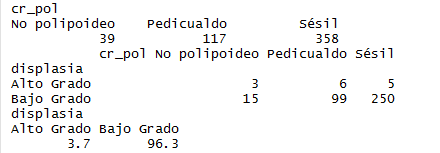 cr_pol
No polipoideo Pedicualdo Sésil
39 117 358
cr_pol No polipoideo Pedicualdo Sésil
displasia
Alto Grado 3 6 5
Bajo Grado 15 99 250
displasia
Alto Grado Bajo Grado
3.7 96.3